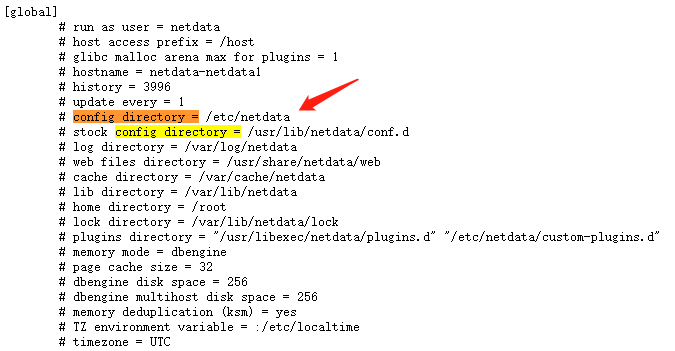 [global]
# run as user = netdata
# host access prefix = /host
# glibc malloc arena max for plugins = 1
# hostname = netdata-netdata1
# history = 3996
# update every = 1
# config directory = /etc/netdata
# stock config directory = /usr/lib/netdata/conf.d
# log directory = /var/log/netdata
# web files directory = /usr/share/netdata/web
# cache directory = /var/cache/netdata
# lib directory = /var/lib/netdata
# home directory = /root
# lock directory = /var/lib/netdata/lock
# plugins directory = "/usr/libexec/netdata/plugins.d" "/etc/netdata/custom-plugins.d"
# memory mode = dbengine
# page cache size = 32
# dbengine disk space = 256
# dbengine multihost disk space = 256
# memory deduplication (ksm) = yes
# TZ environment variable = :/etc/localtime
# timezone = UTC